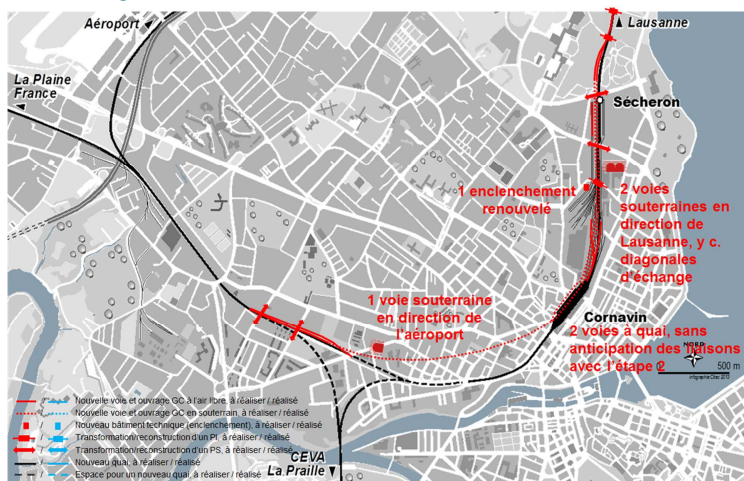 Aéroport
Lausanne
La Plaine
France
Sécheron
1 enclenchement
renouvelé
2 voies
souterraines en
direction de
Lausanne, y c.
diagonales
d'échange
1 voie souterraine
en direction de
l'aéroport
Cornavin
2 voies à quai, sans
anticipation des liaisons
avec l'étape 2
NORD
500 m
infographie Citec 2013
/ Nouvelle voie et ouvrage GC à l'air libre, à réaliser / réalisé
/ Nouvelle voie et ouvrage GC en souterrain, à réaliser / réalisé
/ Nouveau bâtiment technique (enclenchement), à réaliser / réalisé
/ Transformation/reconstruction d'un PI, à réaliser / réalisé
/ Transformation/reconstruction d'un PS, à réaliser / réalisé
/ Nouveau quai, à réaliser / réalisé
/ Espace pour un nouveau quai, à réaliser / réalisé
CEVA
La Praille